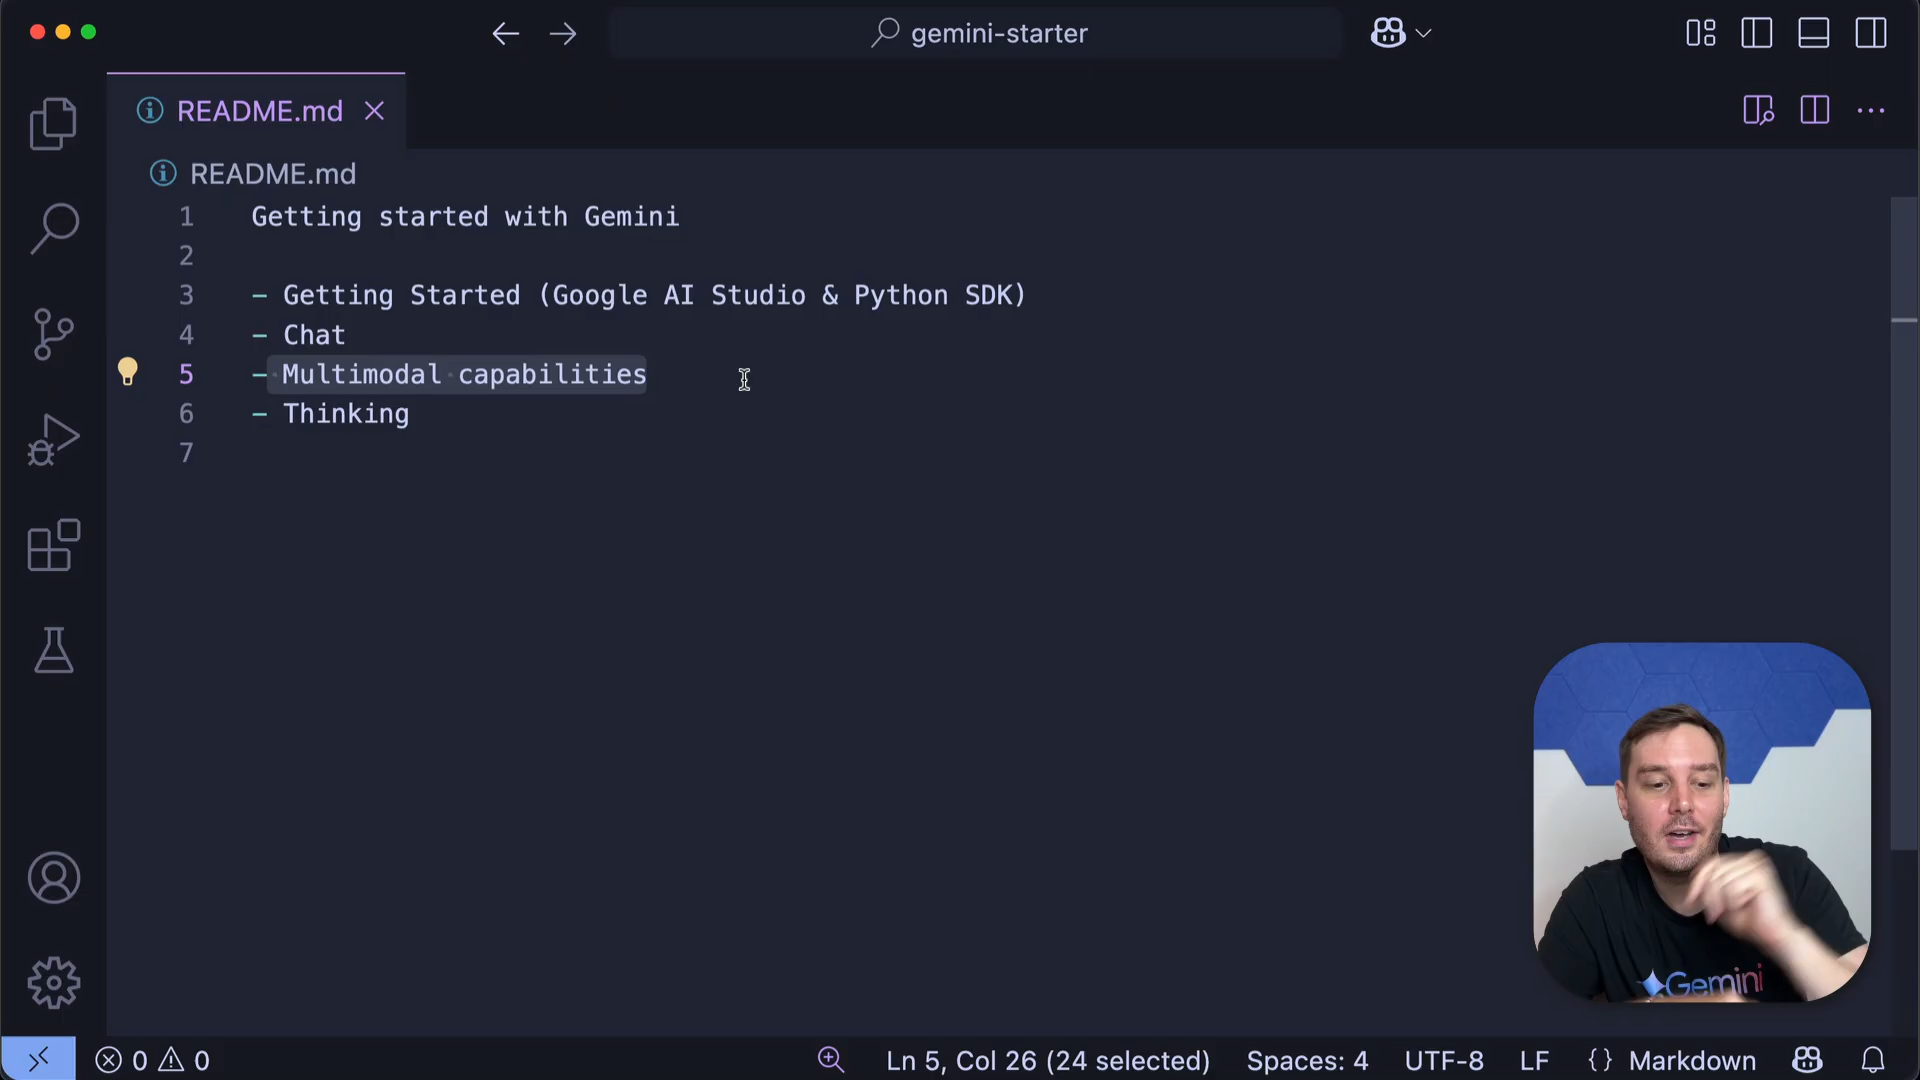 gemini-starter
README.md
README.md
1 Getting started with Gemini
2
3 - Getting Started (Google AI Studio & Python SDK)
4 - Chat
5 - Multimodal capabilities
6 - Thinking
7
Gemini
0 0 Ln 5, Col 26 (24 selected) Spaces: 4 UTF-8 LF {} Markdown